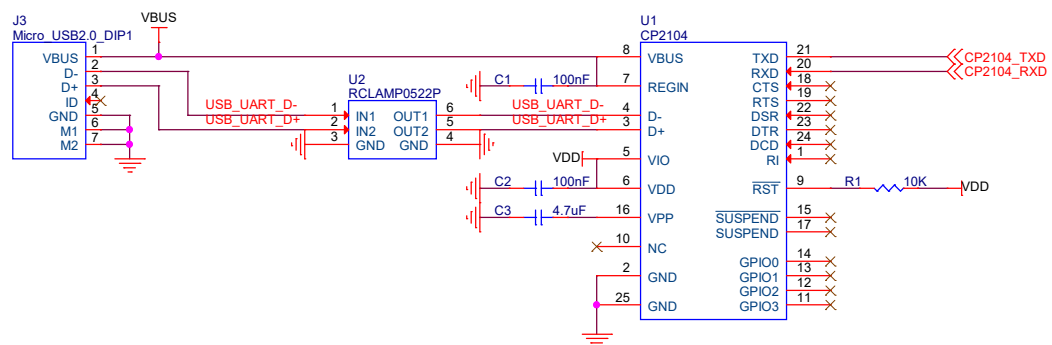 J3
Micro_USB2.0_DIP1
VBUS
VBUS 1
D- 2
D+ 3
ID 4
GND 5
M1 6
M2 7
U2
RCLAMP0522P
USB_UART_D- 1 IN1 OUT1 6 USB_UART_D-
USB_UART_D+ 2 IN2 OUT2 5 USB_UART_D+
3 GND GND 4
C1 100nF
VDD
C2 100nF
C3 4.7uF
U1
CP2104
8 VBUS TXD 21 CP2104_TXD
RXD 20 CP2104_RXD
7 REGIN CTS 18
RTS 19
4 D- DSR 22
3 D+ DTR 23
DCD 24
5 VIO RI 1
6 VDD RST 9 R1 10K VDD
16 VPP SUSPEND 15
SUSPEND 17
10 NC
GPIO0 14
2 GND GPIO1 13
GPIO2 12
25 GND GPIO3 11